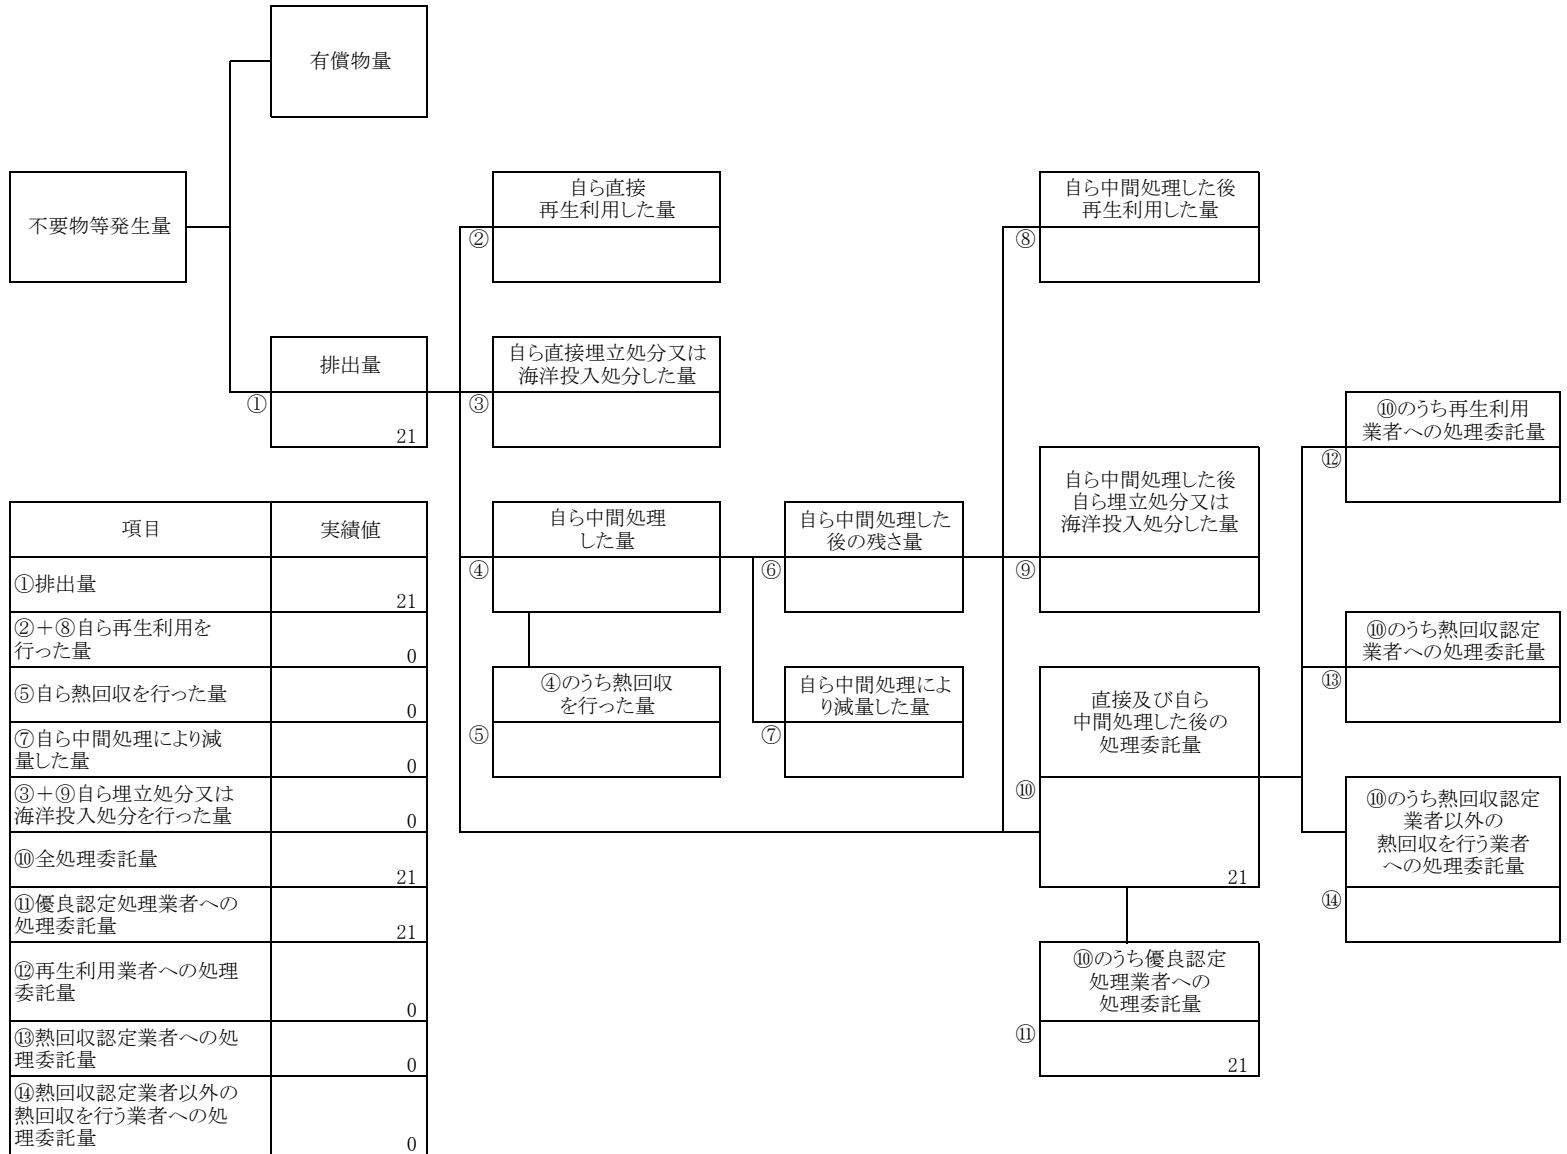 有償物量
不要物等発生量
自ら直接
再生利用した量
②
自ら中間処理した後
再生利用した量
⑧
排出量
①
21
自ら直接埋立処分又は
海洋投入処分した量
③
⑩のうち再生利用
業者への処理委託量
⑫
自ら中間処理した後
自ら埋立処分又は
海洋投入処分した量
⑨
自ら中間処理
した量
④
自ら中間処理した
後の残さ量
⑥
⑩のうち熱回収認定
業者への処理委託量
⑬
④のうち熱回収
を行った量
⑤
自ら中間処理によ
り減量した量
⑦
直接及び自ら
中間処理した後の
処理委託量
⑩
21
⑩のうち熱回収認定
業者以外の
熱回収を行う業者
への処理委託量
⑭
⑩のうち優良認定
処理業者への
処理委託量
⑪
21
項目 実績値
①排出量
21
②+⑧自ら再生利用を
行った量
0
⑤自ら熱回収を行った量
0
⑦自ら中間処理により減
量した量
0
③+⑨自ら埋立処分又は
海洋投入処分を行った量
0
⑩全処理委託量
21
⑪優良認定処理業者への
処理委託量
21
⑫再生利用業者への処理
委託量
0
⑬熱回収認定業者への処
理委託量
0
⑭熱回収認定業者以外の
熱回収を行う業者への処
理委託量
0